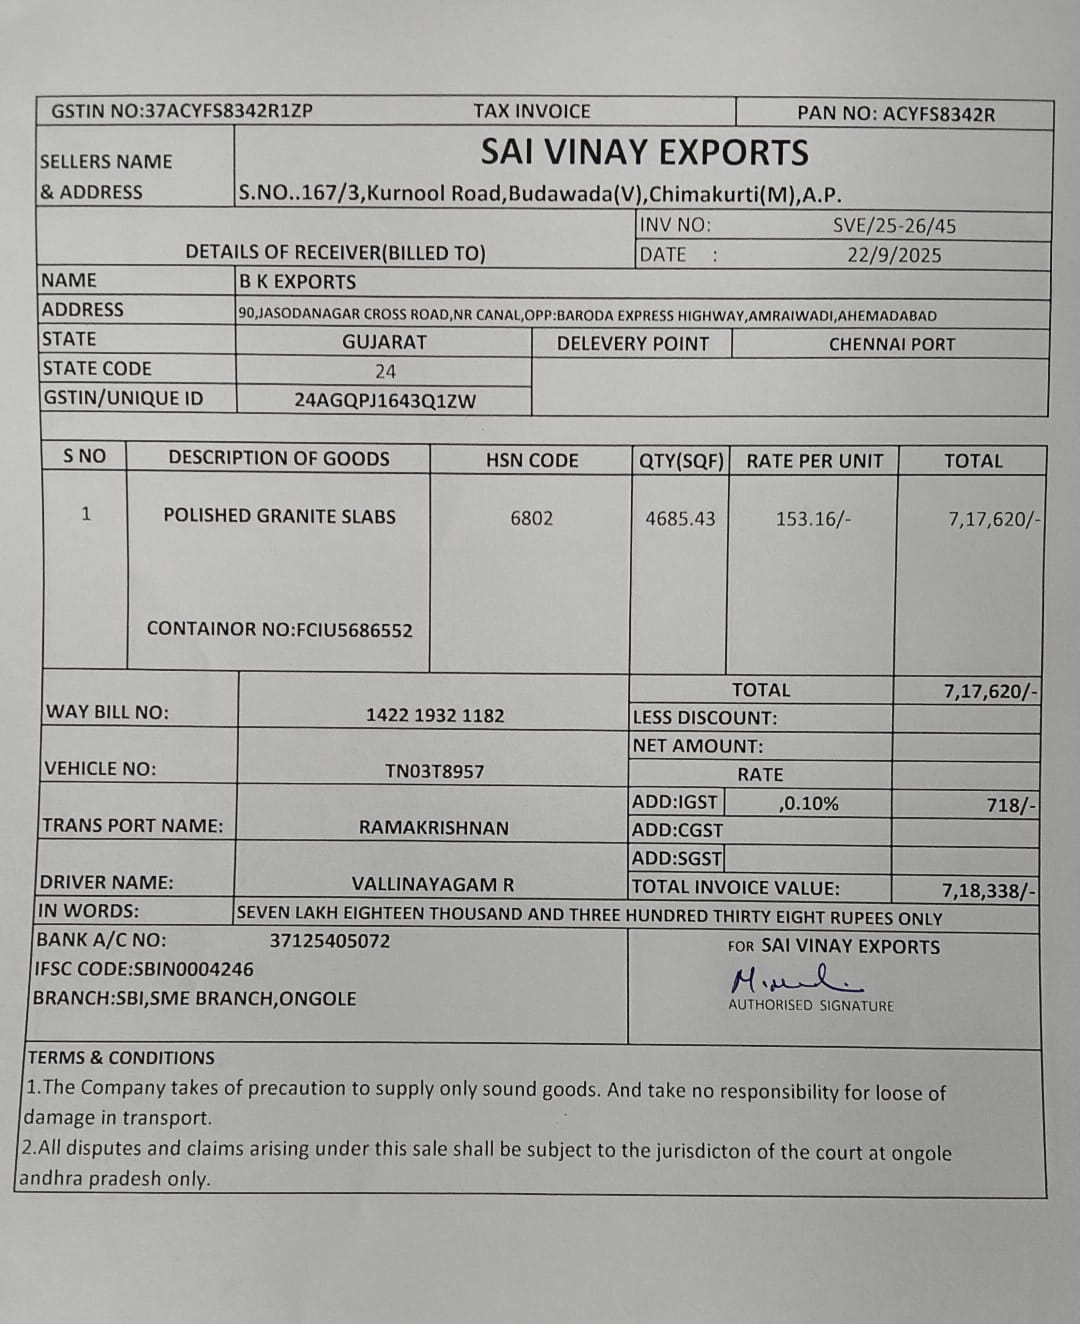 GSTIN NO:37ACYFS8342R1ZP TAX INVOICE PAN NO: ACYFS8342R
SELLERS NAME
& ADDRESS
SAI VINAY EXPORTS
S.NO..167/3,Kurnool Road,Budawada(V),Chimakurti(M),A.P.
DETAILS OF RECEIVER(BILLED TO)
INV NO: SVE/25-26/45
DATE : 22/9/2025
NAME B K EXPORTS
ADDRESS 90,JASODANAGAR CROSS ROAD,NR CANAL,OPP:BARODA EXPRESS HIGHWAY,AMRAIWADI,AHEMADABAD
STATE GUJARAT DELEVERY POINT CHENNAI PORT
STATE CODE 24
GSTIN/UNIQUE ID 24AGQPJ1643Q1ZW
S NO DESCRIPTION OF GOODS HSN CODE QTY(SQF) RATE PER UNIT TOTAL
1 POLISHED GRANITE SLABS 6802 4685.43 153.16/- 7,17,620/-
CONTAINOR NO:FCIU5686552
TOTAL 7,17,620/-
WAY BILL NO: 1422 1932 1182
LESS DISCOUNT:
NET AMOUNT:
VEHICLE NO: TN03T8957
RATE
ADD:IGST ,0.10% 718/-
TRANS PORT NAME: RAMAKRISHNAN
ADD:CGST
ADD:SGST
DRIVER NAME: VALLINAYAGAM R
TOTAL INVOICE VALUE: 7,18,338/-
IN WORDS: SEVEN LAKH EIGHTEEN THOUSAND AND THREE HUNDRED THIRTY EIGHT RUPEES ONLY
BANK A/C NO: 37125405072
IFSC CODE:SBIN0004246
BRANCH:SBI,SME BRANCH,ONGOLE
FOR SAI VINAY EXPORTS
AUTHORISED SIGNATURE
TERMS & CONDITIONS
1.The Company takes of precaution to supply only sound goods. And take no responsibility for loose of
damage in transport.
2.All disputes and claims arising under this sale shall be subject to the jurisdicton of the court at ongole
andhra pradesh only.